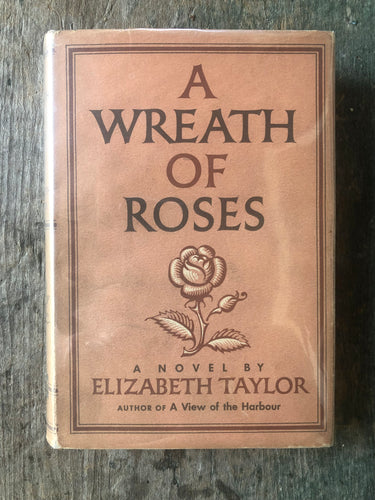 A
WREATH
OF
ROSES
A NOVEL BY
ELIZABETH TAYLOR
AUTHOR OF A View of the Harbour